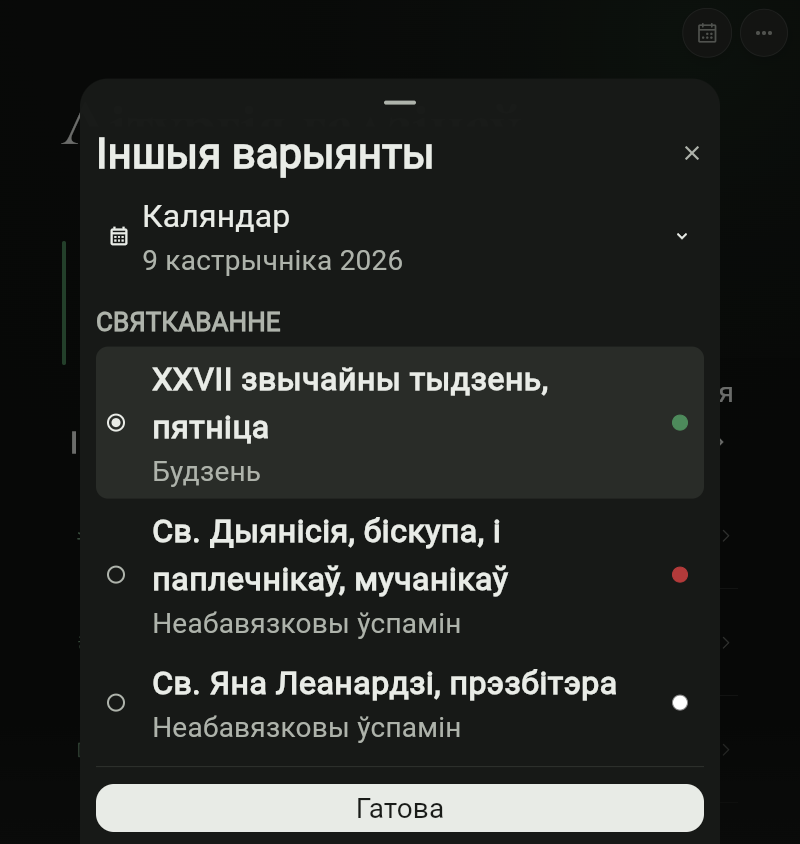 Іншыя варыянты
Каляндар
9 кастрычніка 2026
СВЯТКАВАННЕ
XXVII звычайны тыдзень,
пятніца
Будзень
Св. Дыянісія, біскупа, і
паплечнікаў, мучанікаў
Неабавязковы ўспамін
Св. Яна Леанардзі, прэзбітэра
Неабавязковы ўспамін
Гатова